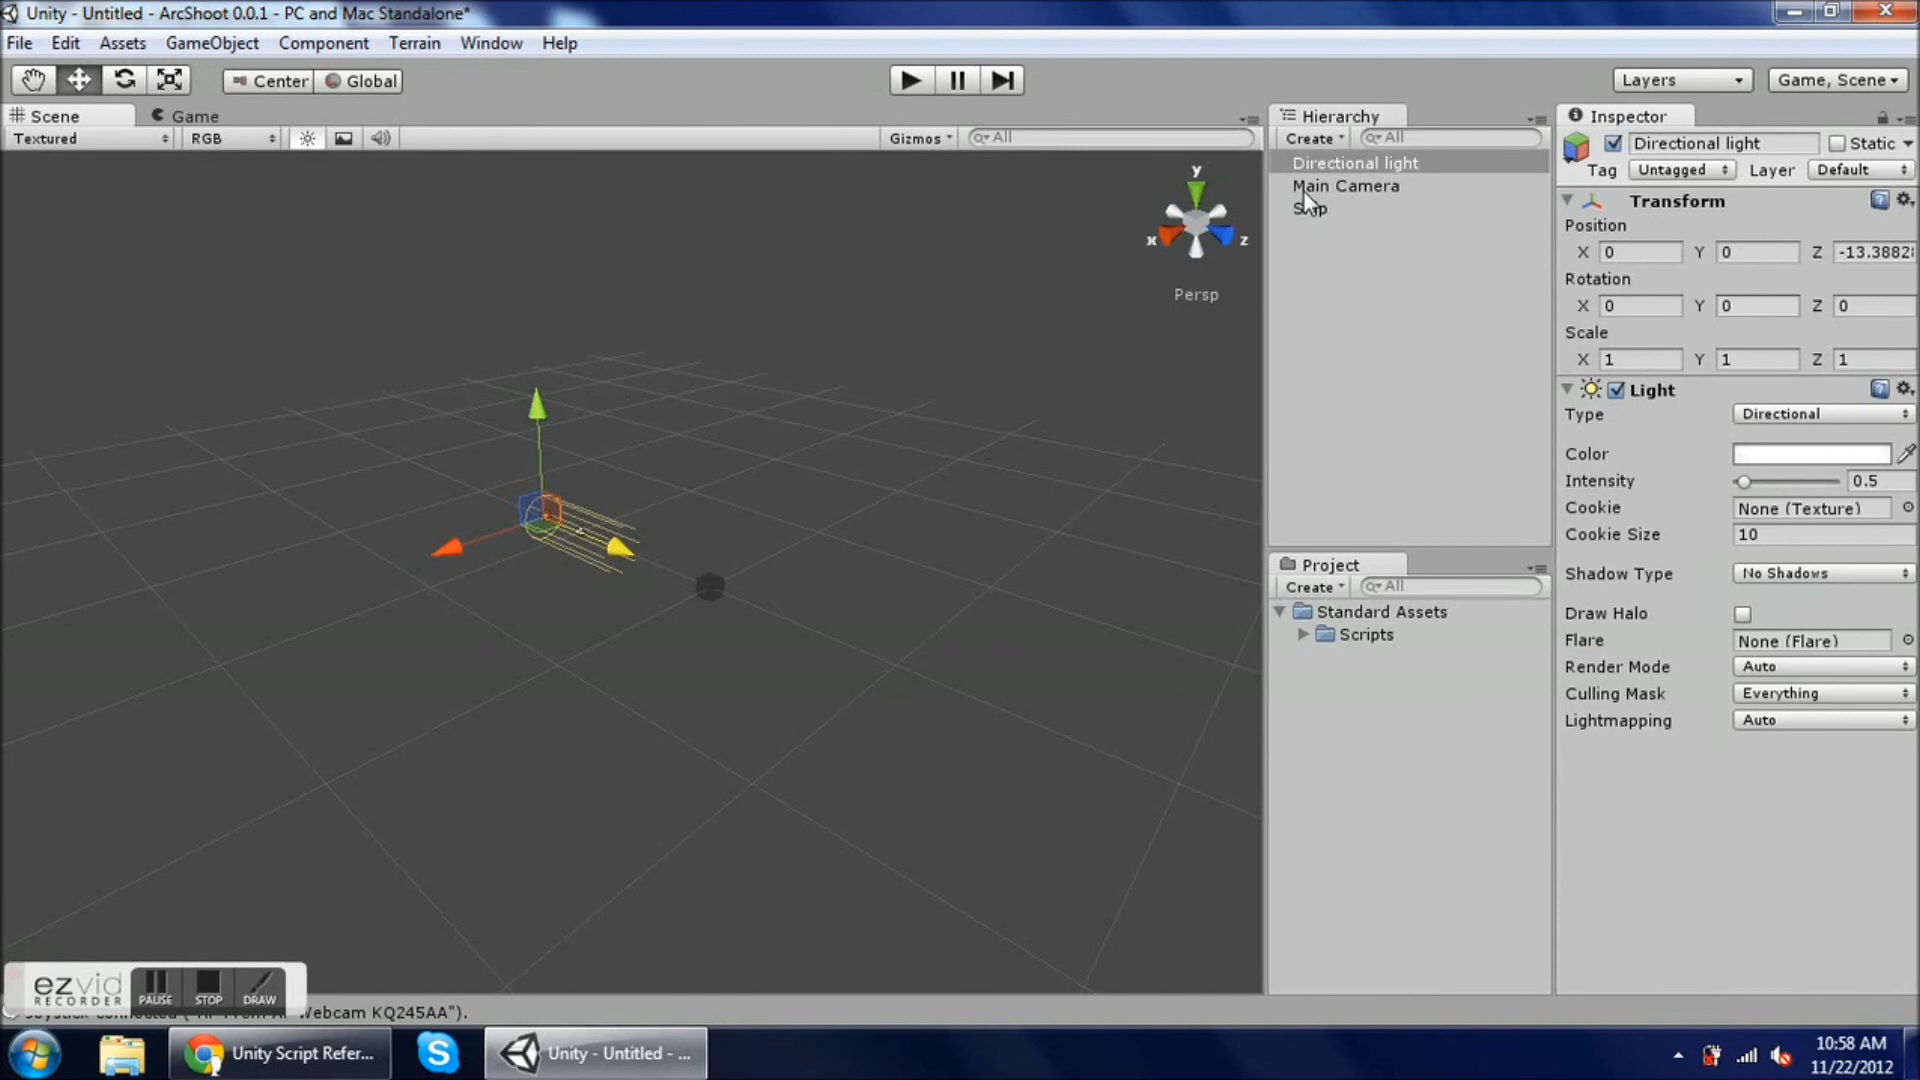 Unity - Untitled - ArcShoot 0.0.1 - PC and Mac Standalone*
File Edit Assets GameObject Component Terrain Window Help
Center Global
Layers Game, Scene
Scene Game
Textured RGB Gizmos All
y
x z
Persp
Hierarchy
Create All
Directional light
Main Camera
Project
Create All
Standard Assets
Scripts
Inspector
Directional light Static
Tag Untagged Layer Default
Transform
Position
X 0 Y 0 Z -13.3882
Rotation
X 0 Y 0 Z 0
Scale
X 1 Y 1 Z 1
Light
Type Directional
Color
Intensity 0.5
Cookie None (Texture)
Cookie Size 10
Shadow Type No Shadows
Draw Halo
Flare None (Flare)
Render Mode Auto
Culling Mask Everything
Lightmapping Auto
ezvid
RECORDER PAUSE STOP DRAW
Webcam KQ245AA").
Unity Script Refer... Unity - Untitled - ...
10:58 AM
11/22/2012